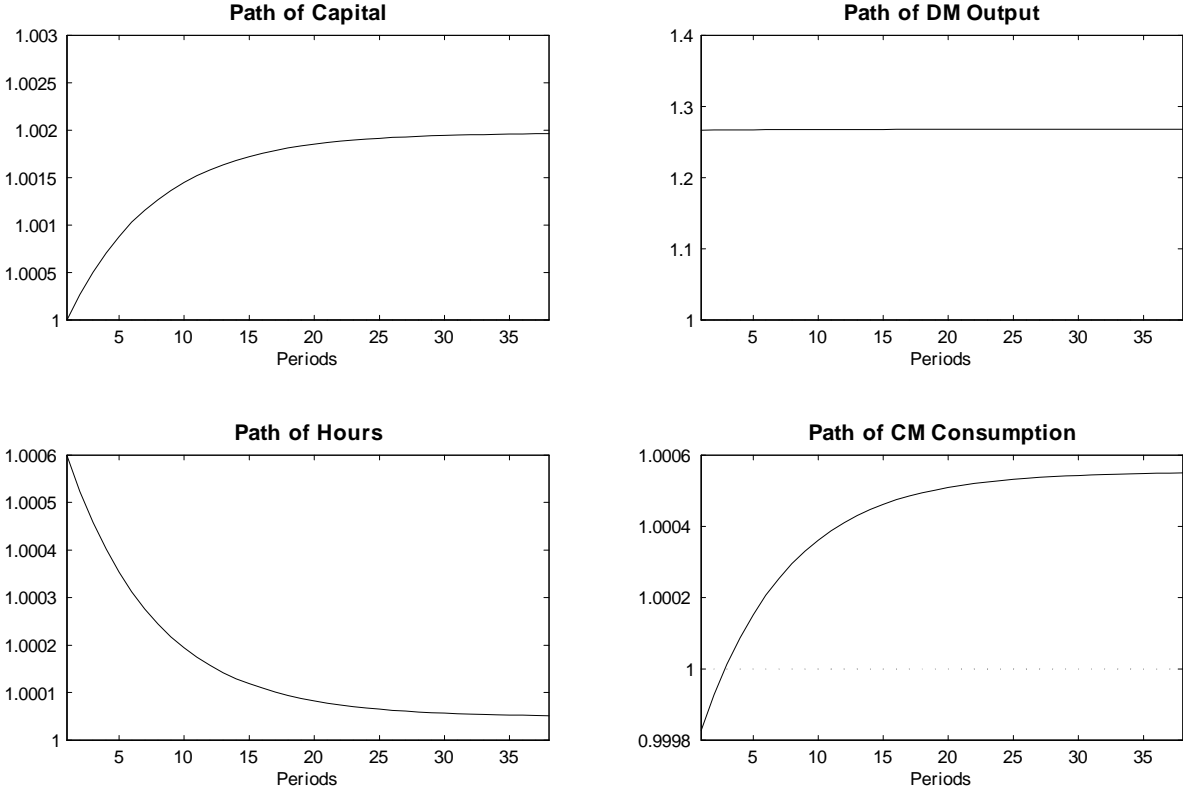 Path of Capital
1.003
1.0025
1.002
1.0015
1.001
1.0005
1
5 10 15 20 25 30 35
Periods
Path of DM Output
1.4
1.3
1.2
1.1
1
5 10 15 20 25 30 35
Periods
Path of Hours
1.0006
1.0005
1.0004
1.0003
1.0002
1.0001
1
5 10 15 20 25 30 35
Periods
Path of CM Consumption
1.0006
1.0004
1.0002
1
0.9998
5 10 15 20 25 30 35
Periods